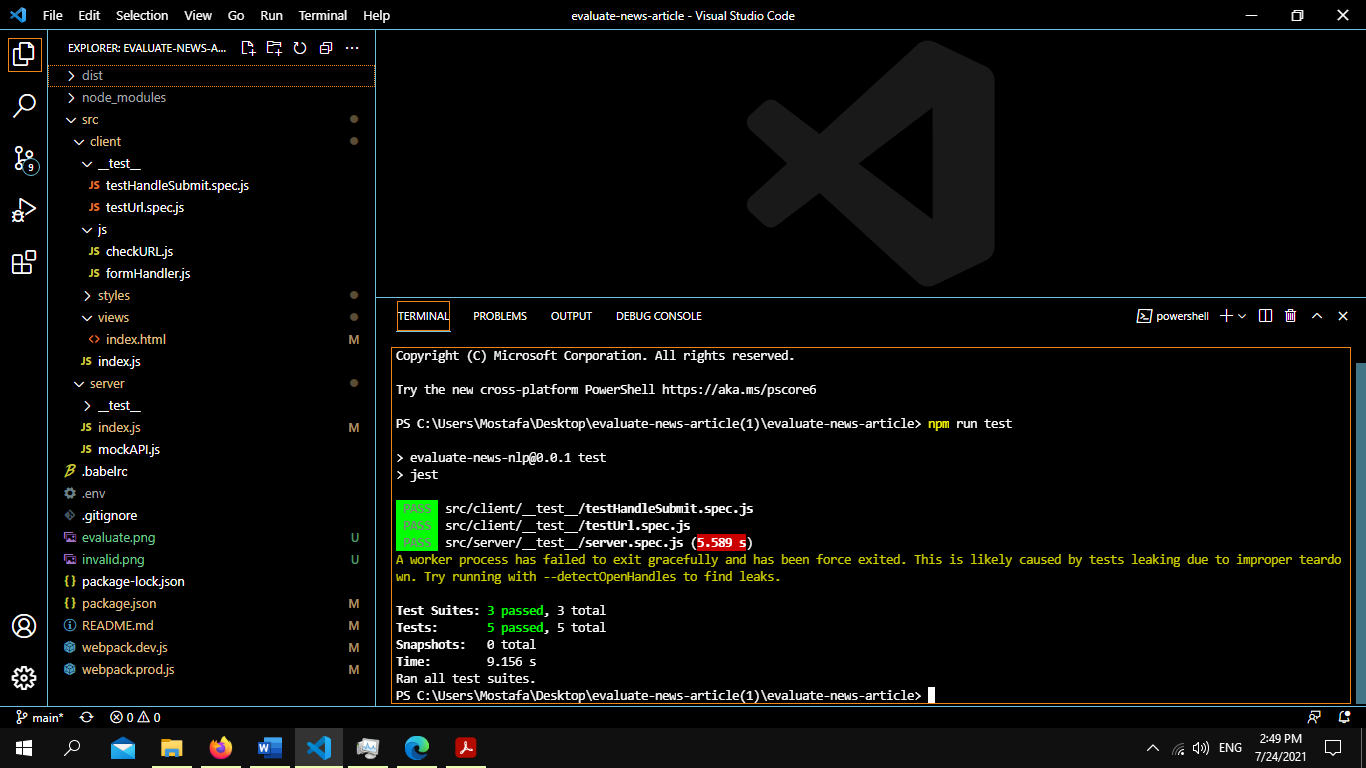 File Edit Selection View Go Run Terminal Help
evaluate-news-article - Visual Studio Code
EXPLORER: EVALUATE-NEWS-A...
dist
node_modules
src
client
__test__
JS testHandleSubmit.spec.js
JS testUrl.spec.js
js
JS checkURL.js
JS formHandler.js
styles
views
<> index.html M
JS index.js
server
__test__
JS index.js M
JS mockAPI.js
.babelrc
.env
.gitignore
evaluate.png U
invalid.png U
{} package-lock.json
{} package.json M
README.md M
webpack.dev.js M
webpack.prod.js M
9
TERMINAL PROBLEMS OUTPUT DEBUG CONSOLE
powershell
Copyright (C) Microsoft Corporation. All rights reserved.
Try the new cross-platform PowerShell https://aka.ms/pscore6
PS C:\Users\Mostafa\Desktop\evaluate-news-article(1)\evaluate-news-article> npm run test
> evaluate-news-nlp@0.0.1 test
> jest
PASS src/client/__test__/testHandleSubmit.spec.js
PASS src/client/__test__/testUrl.spec.js
PASS src/server/__test__/server.spec.js (5.589 s)
A worker process has failed to exit gracefully and has been force exited. This is likely caused by tests leaking due to improper teardo
wn. Try running with --detectOpenHandles to find leaks.
Test Suites: 3 passed, 3 total
Tests: 5 passed, 5 total
Snapshots: 0 total
Time: 9.156 s
Ran all test suites.
PS C:\Users\Mostafa\Desktop\evaluate-news-article(1)\evaluate-news-article>
main* 0 0
ENG
2:49 PM
7/24/2021